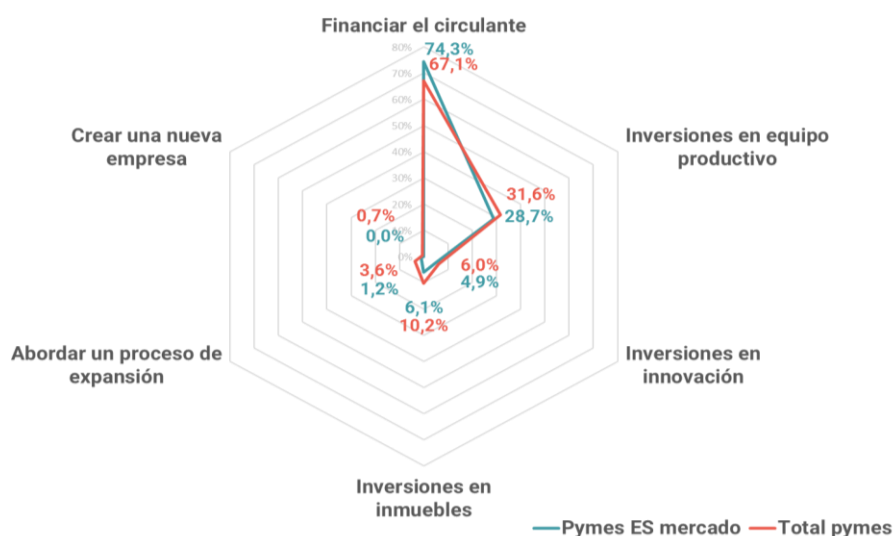 Financiar el circulante
74,3%
67,1%
80%
70%
60%
50%
40%
30%
20%
10%
0%
Crear una nueva
empresa
Inversiones en equipo
productivo
31,6%
28,7%
0,7%
0,0%
3,6%
1,2%
6,0%
4,9%
6,1%
10,2%
Abordar un proceso de
expansión
Inversiones en
innovación
Inversiones en
inmuebles
Pymes ES mercado
Total pymes